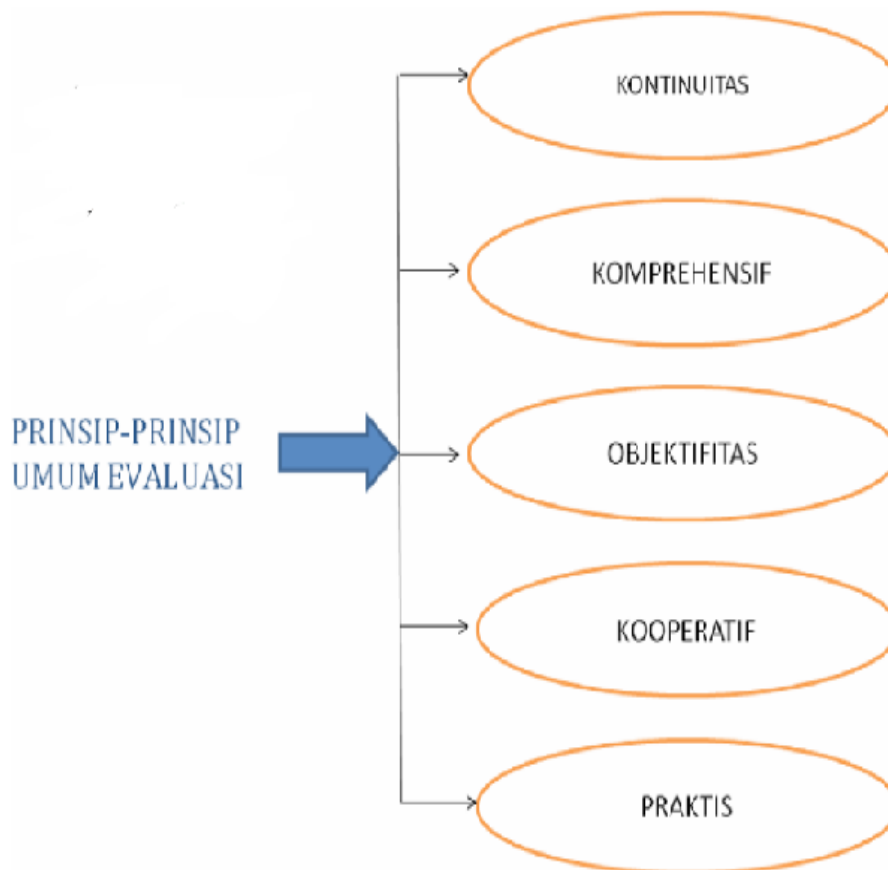 PRINSIP-PRINSIP
UMUM EVALUASI
KONTINUITAS
KOMPREHENSIF
OBJEKTIFITAS
KOOPERATIF
PRAKTIS